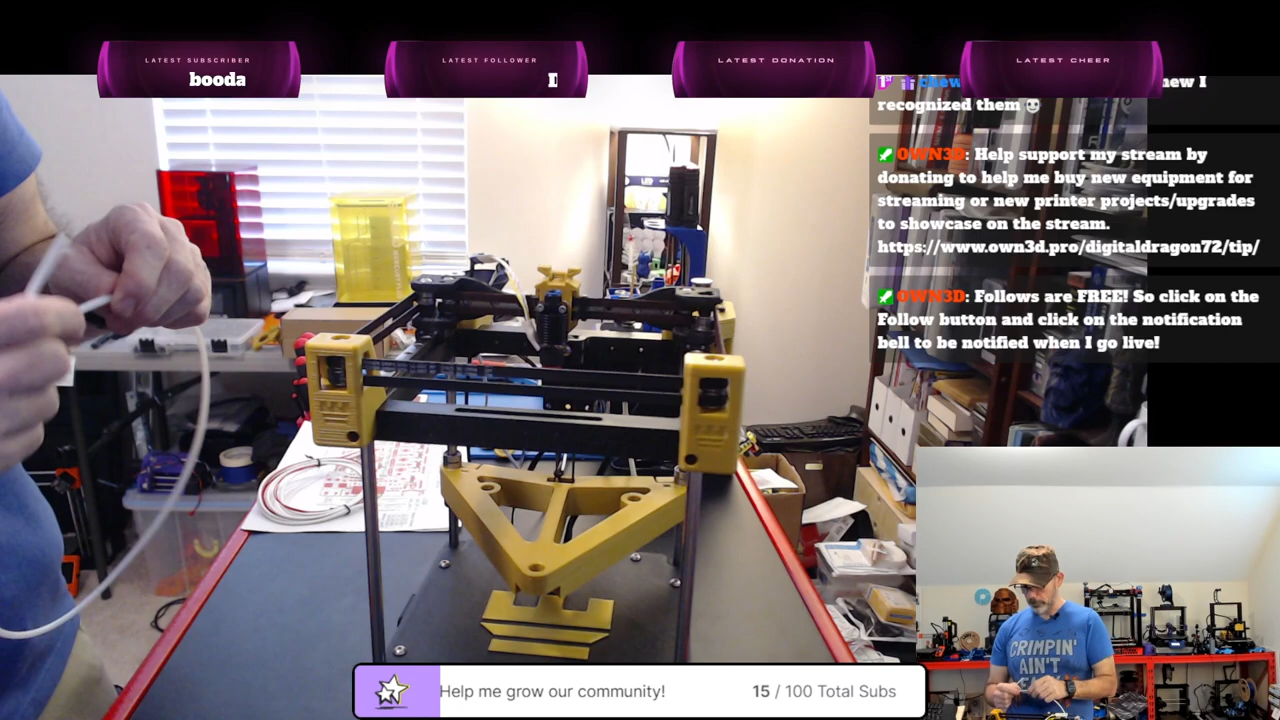 LATEST SUBSCRIBER
booda
LATEST FOLLOWER
LATEST DONATION
LATEST CHEER
new I
recognized them
OWN3D: Help support my stream by
donating to help me buy new equipment for
streaming or new printer projects/upgrades
to showcase on the stream.
https://www.own3d.pro/digitaldragon72/tip/
OWN3D: Follows are FREE! So click on the
Follow button and click on the notification
bell to be notified when I go live!
CRIMPIN'
AIN'T
Help me grow our community!
15 / 100 Total Subs